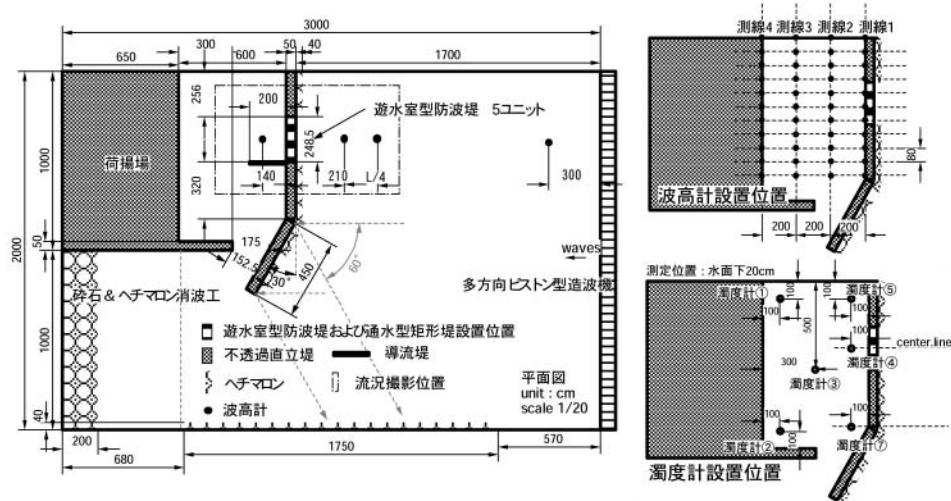 3000
650
300
600
50
40
1700
256
200
遊水室型防波堤 5ユニット
248.5
荷揚場
1000
2000
140
210
L/4
300
320
50
175
152.5
450
60°
30°
waves
多方向ピストン型造波機
砕石&ヘチマロン消波工
1000
遊水室型防波堤および通水型矩形堤設置位置
不透過直立堤
導流堤
ヘチマロン
流況撮影位置
波高計
平面図
unit : cm
scale 1/20
40
200
680
1750
570
測線4 測線3 測線2 測線1
80
波高計設置位置
200 200 200
測定位置：水面下20cm
濁度計①
100
100
500
100
濁度計⑤
100
100
center.line
濁度計④
300
濁度計③
100
100
濁度計②
100
濁度計⑦
濁度計設置位置